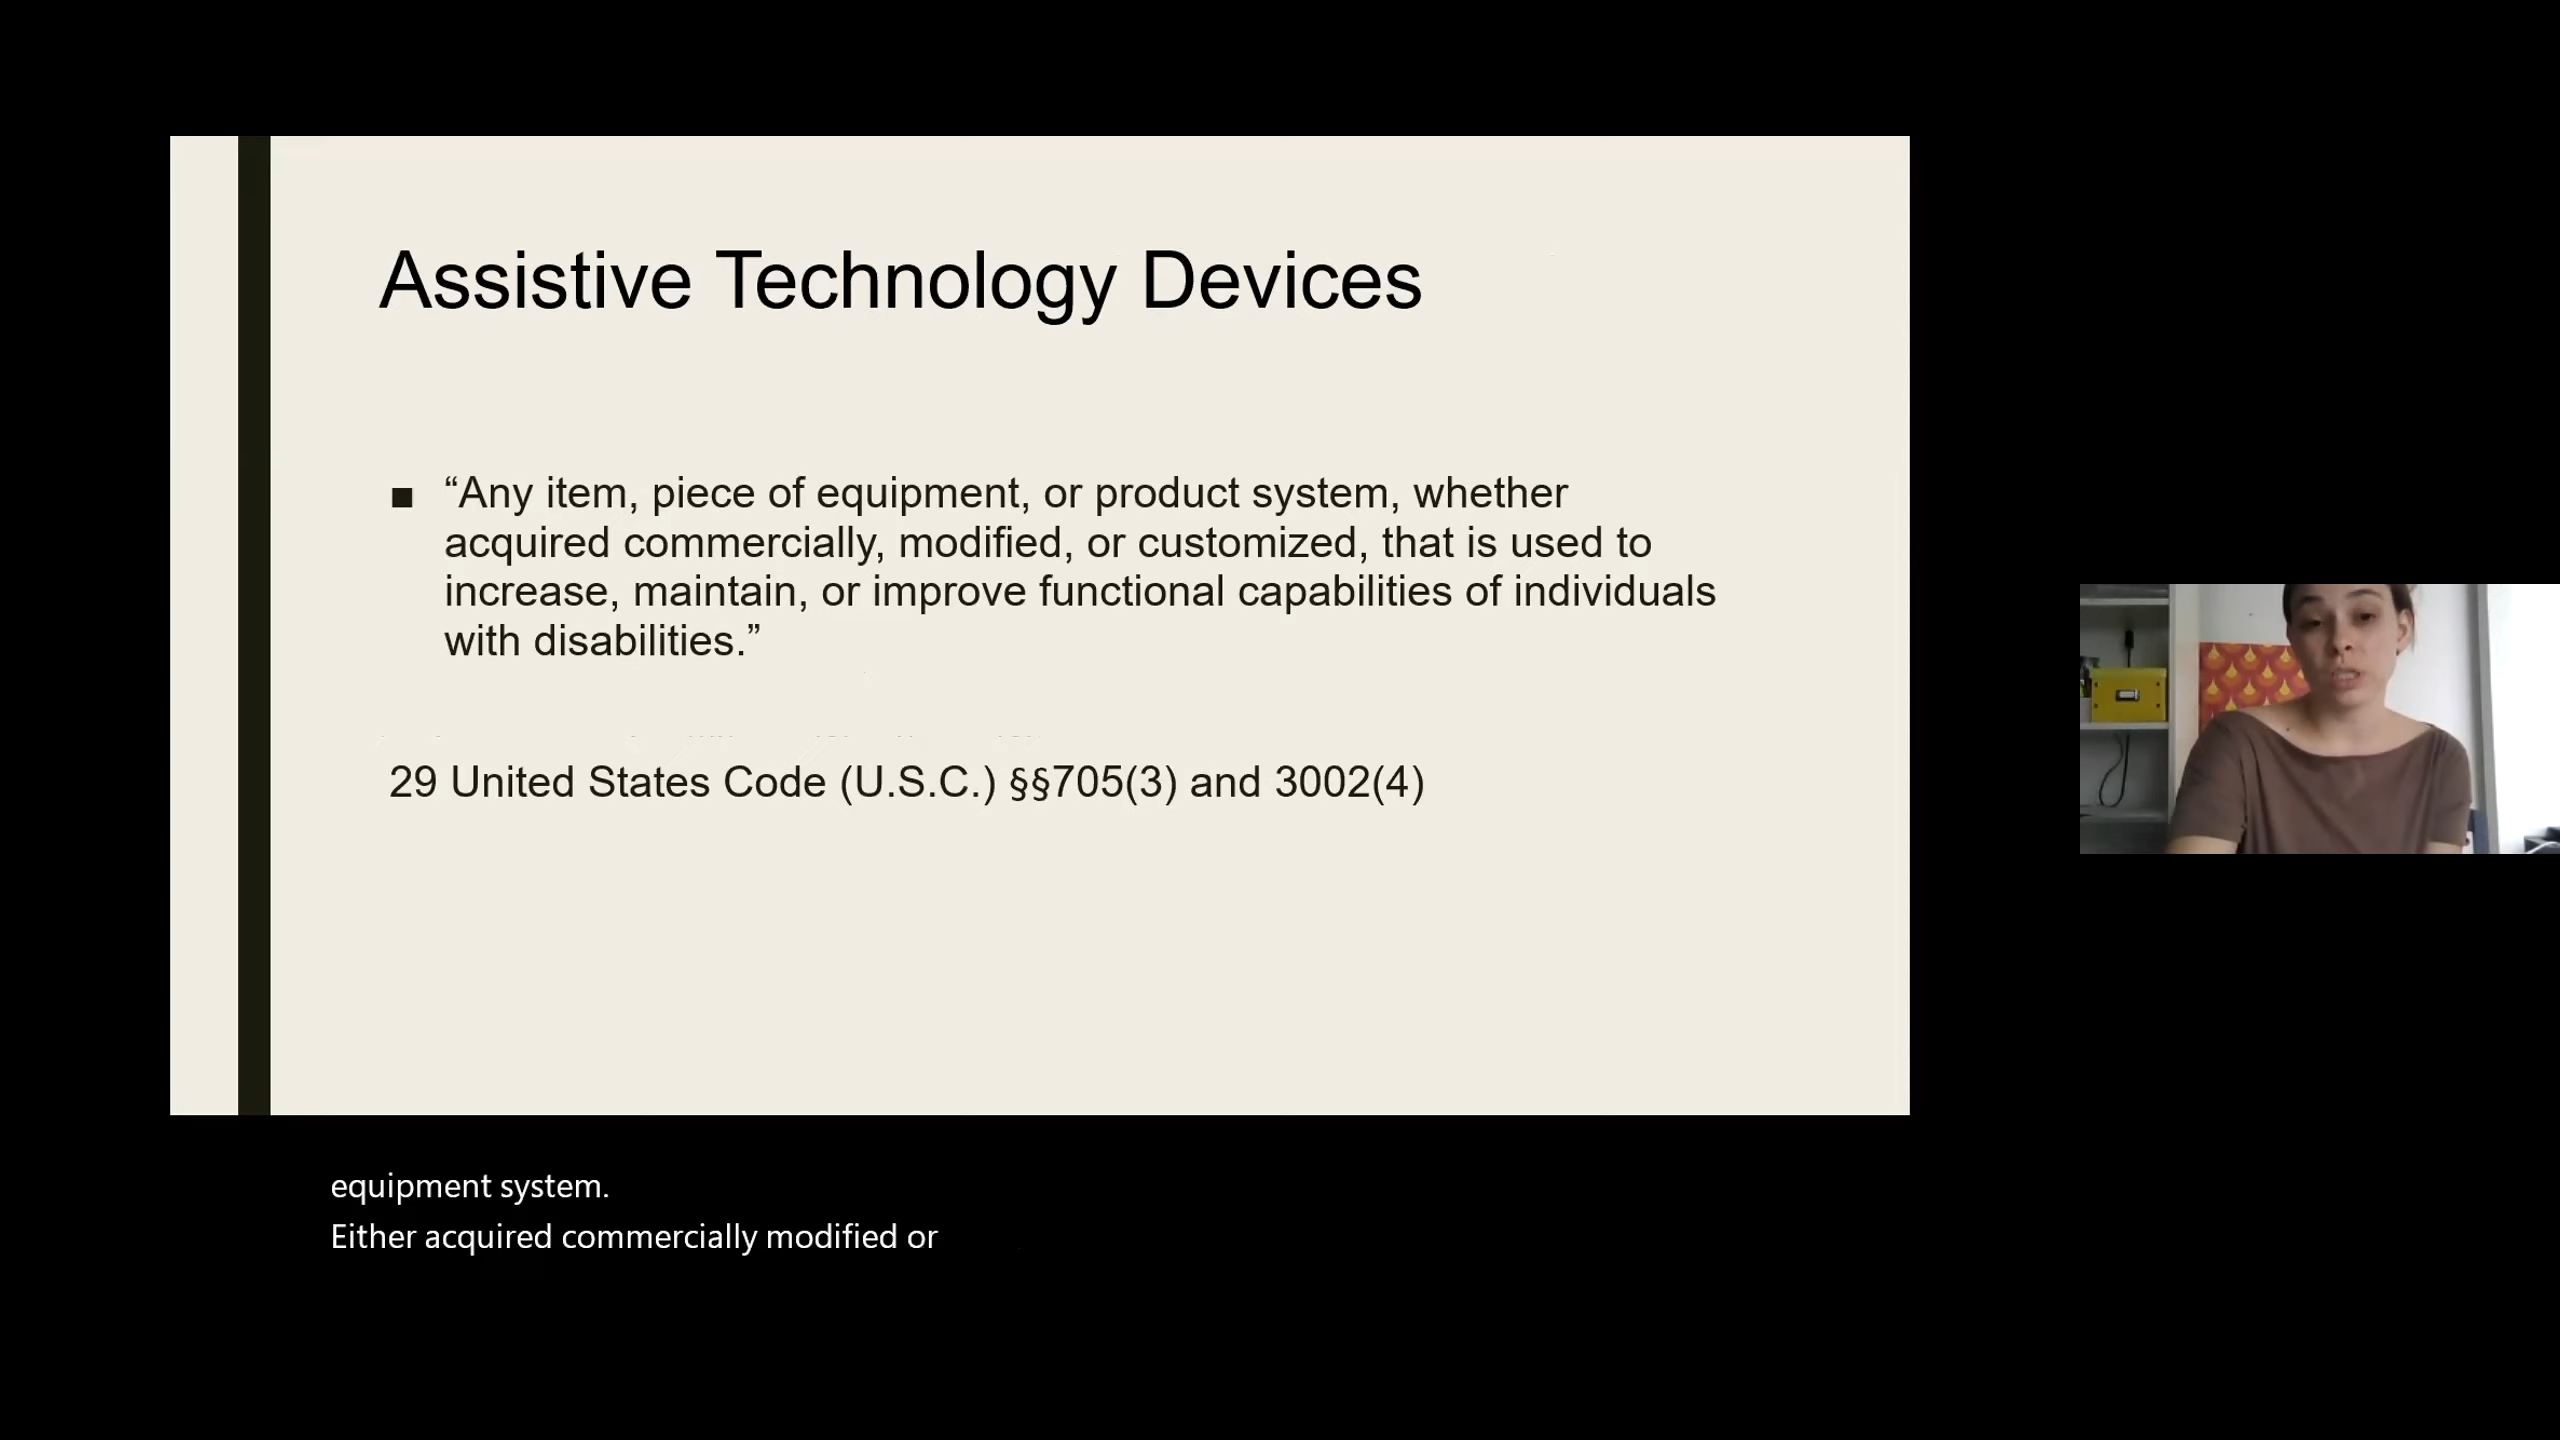 Assistive Technology Devices
■ “Any item, piece of equipment, or product system, whether
acquired commercially, modified, or customized, that is used to
increase, maintain, or improve functional capabilities of individuals
with disabilities.”
29 United States Code (U.S.C.) §§705(3) and 3002(4)
equipment system.
Either acquired commercially modified or